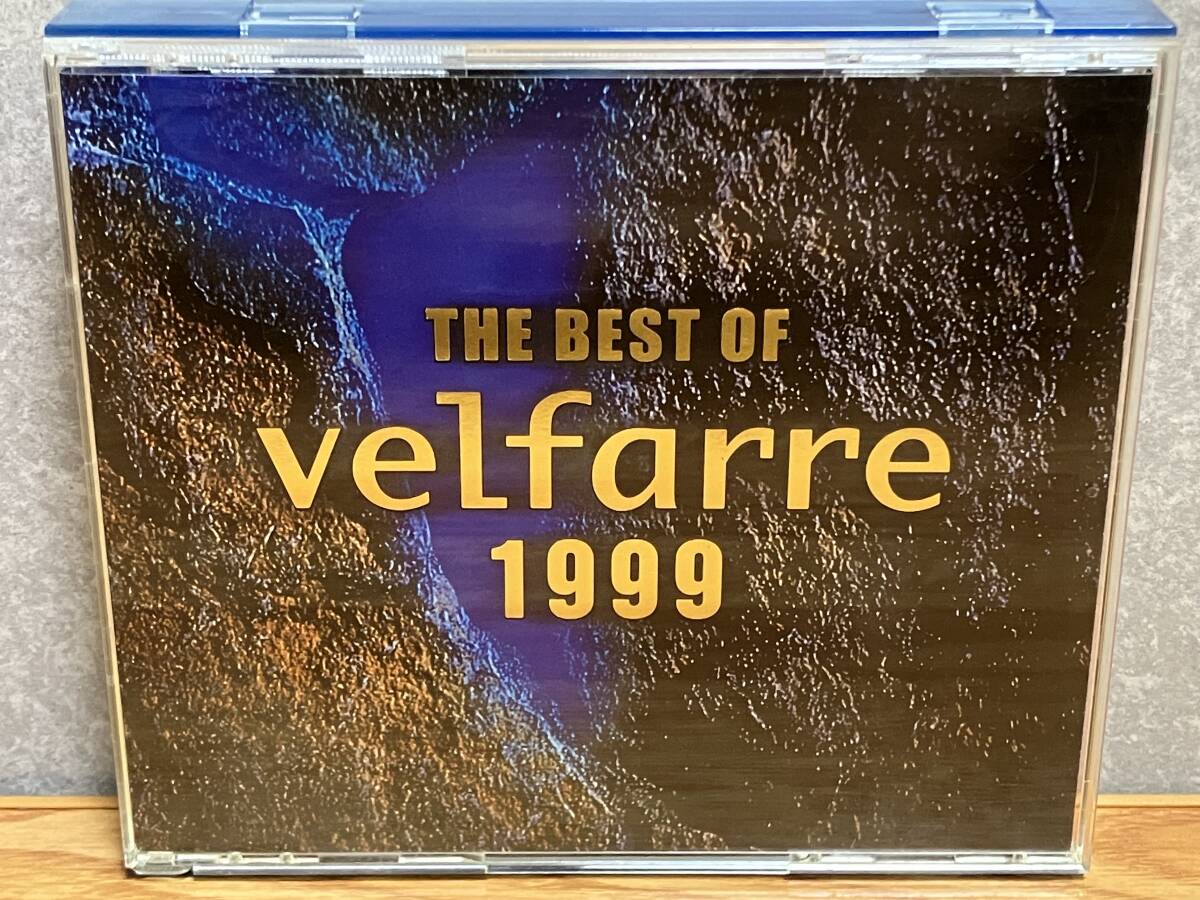 THE BEST OF
velfarre
1999